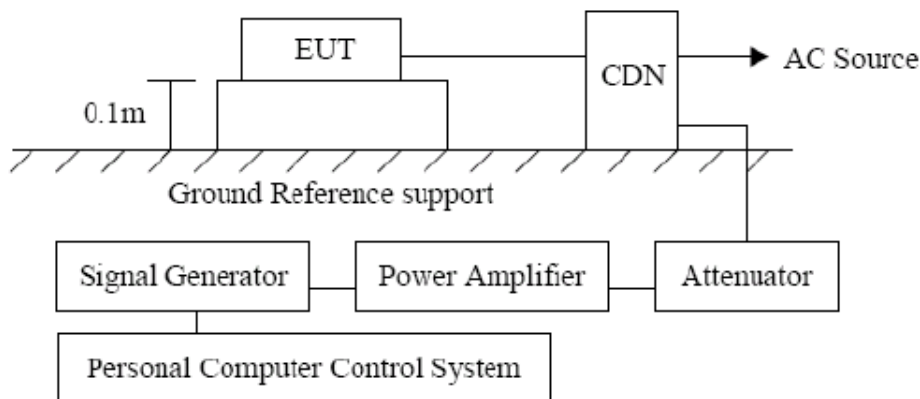 EUT
CDN
AC Source
0.1m
Ground Reference support
Signal Generator
Power Amplifier
Attenuator
Personal Computer Control System